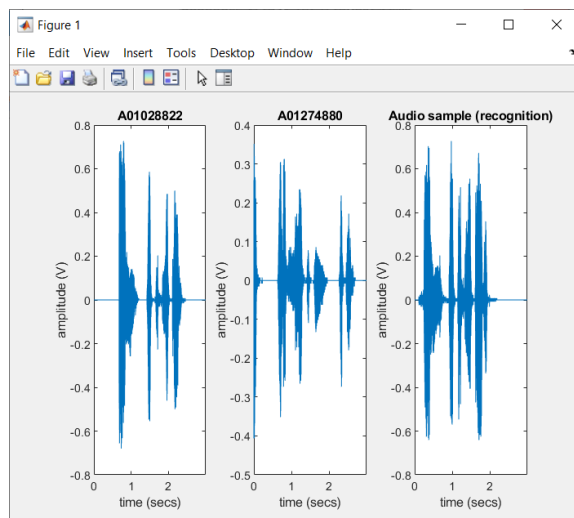 Figure 1
File Edit View Insert Tools Desktop Window Help
A01028822
0.8
0.6
0.4
0.2
0
-0.2
-0.4
-0.6
-0.8
amplitude (V)
0 1 2
time (secs)
A01274880
0.4
0.3
0.2
0.1
0
-0.1
-0.2
-0.3
-0.4
-0.5
amplitude (V)
0 1 2
time (secs)
Audio sample (recognition)
0.8
0.6
0.4
0.2
0
-0.2
-0.4
-0.6
-0.8
amplitude (V)
0 1 2
time (secs)